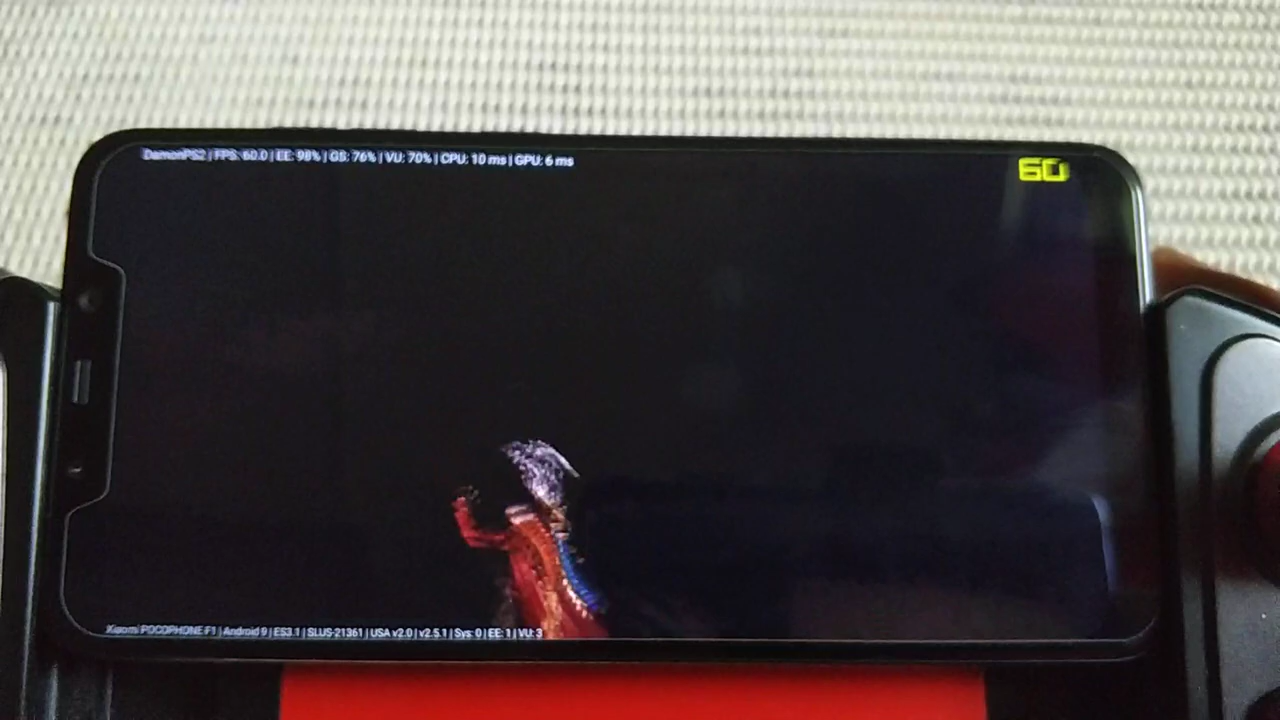 DamonPS2 | FPS: 60.0 | EE: 98% | GS: 76% | VU: 70% | CPU: 10 ms | GPU: 6 ms
60
Xiaomi POCOPHONE F1 | Android 9 | ES3.1 | SLUS-21361 | USA v2.0 | v2.5.1 | Sys: 0 | EE: 1 | VU: 3